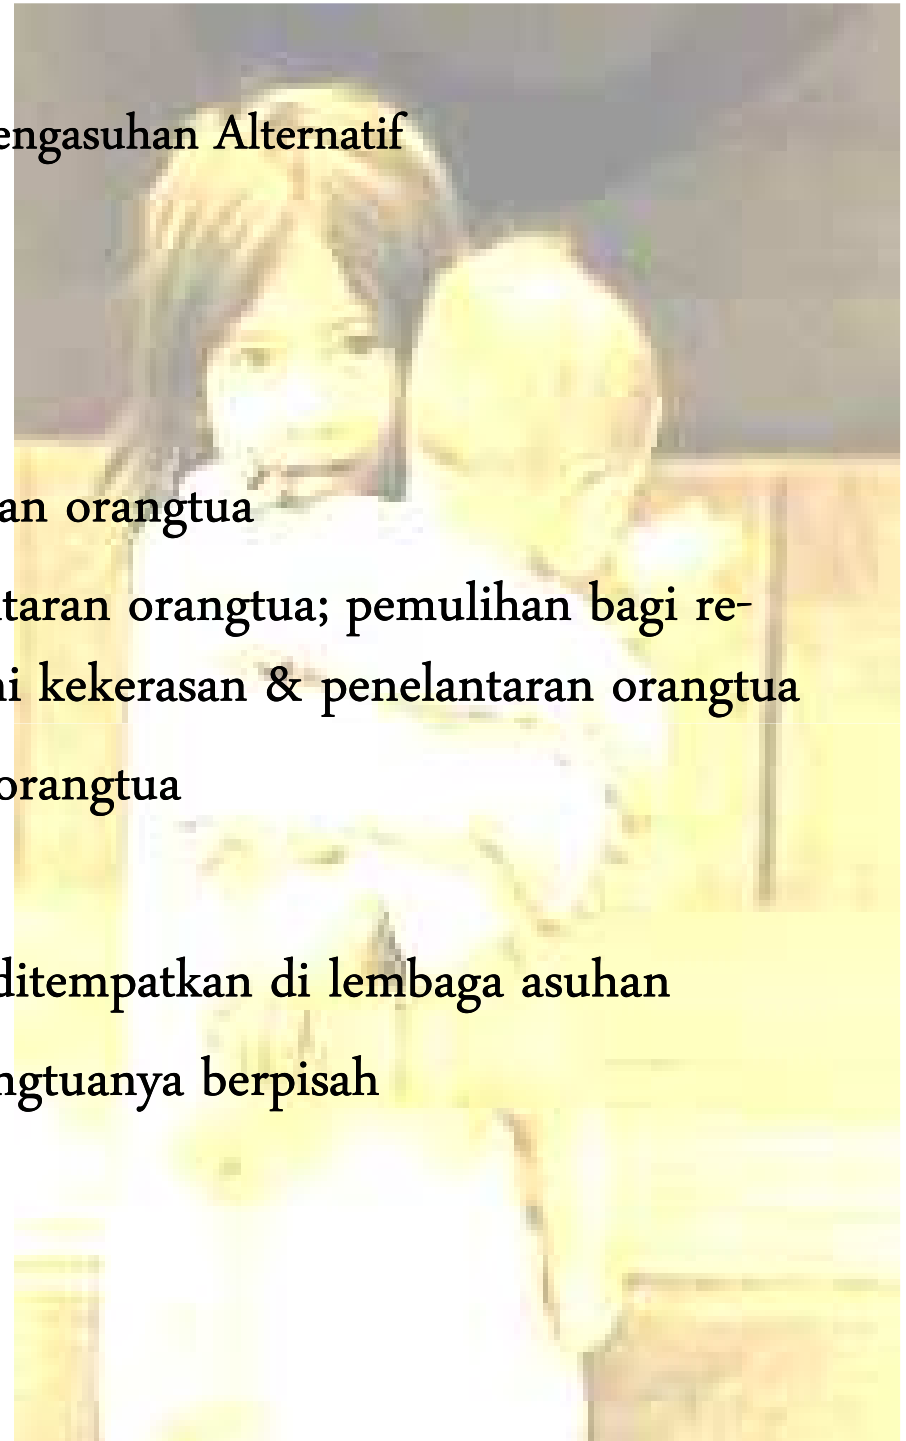 engasuhan Alternatif
an orangtua
taran orangtua; pemulihan bagi re-
i kekerasan & penelantaran orangtua
orangtua
ditempatkan di lembaga asuhan
ngtuanya berpisah